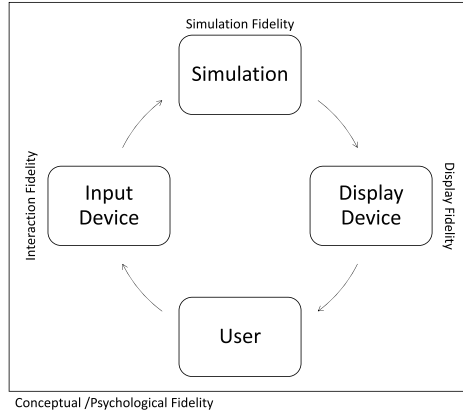 Simulation Fidelity
Simulation
Interaction Fidelity
Input
Device
Display
Device
Display Fidelity
User
Conceptual /Psychological Fidelity